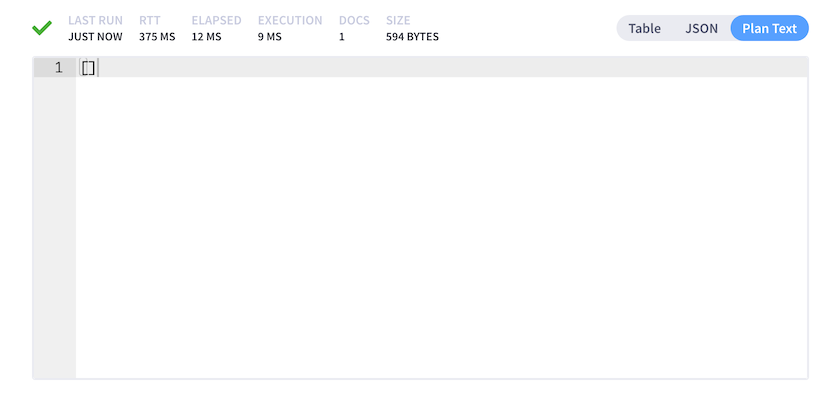 LAST RUN RTT ELAPSED EXECUTION DOCS SIZE
JUST NOW 375 MS 12 MS 9 MS 1 594 BYTES
Table JSON Plan Text
1 []